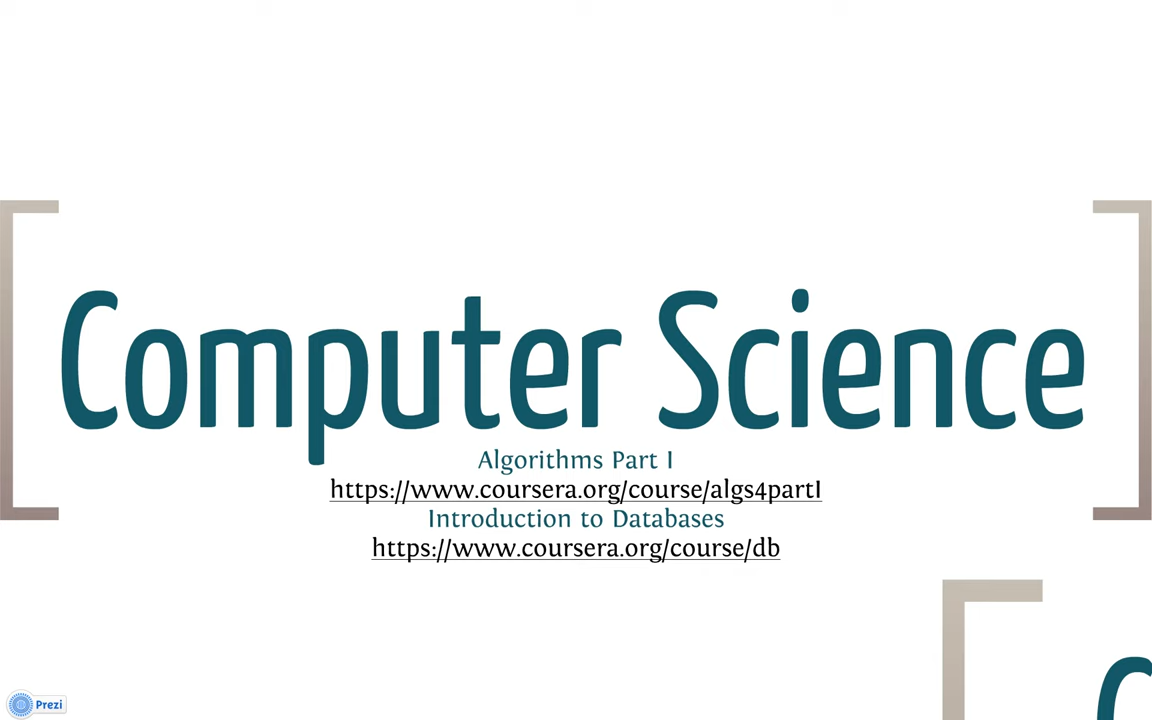 Computer Science
Algorithms Part I
https://www.coursera.org/course/algs4partI
Introduction to Databases
https://www.coursera.org/course/db
Prezi